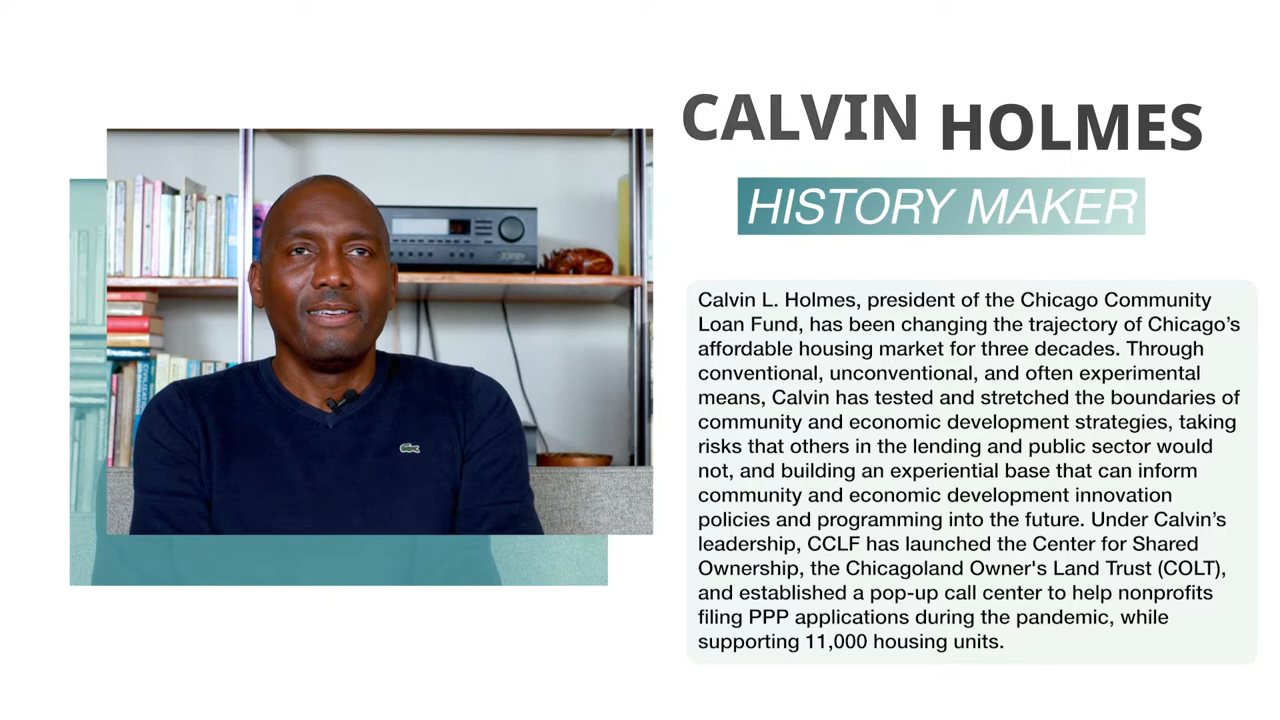 CALVIN HOLMES
HISTORY MAKER
Calvin L. Holmes, president of the Chicago Community
Loan Fund, has been changing the trajectory of Chicago’s
affordable housing market for three decades. Through
conventional, unconventional, and often experimental
means, Calvin has tested and stretched the boundaries of
community and economic development strategies, taking
risks that others in the lending and public sector would
not, and building an experiential base that can inform
community and economic development innovation
policies and programming into the future. Under Calvin’s
leadership, CCLF has launched the Center for Shared
Ownership, the Chicagoland Owner's Land Trust (COLT),
and established a pop-up call center to help nonprofits
filing PPP applications during the pandemic, while
supporting 11,000 housing units.